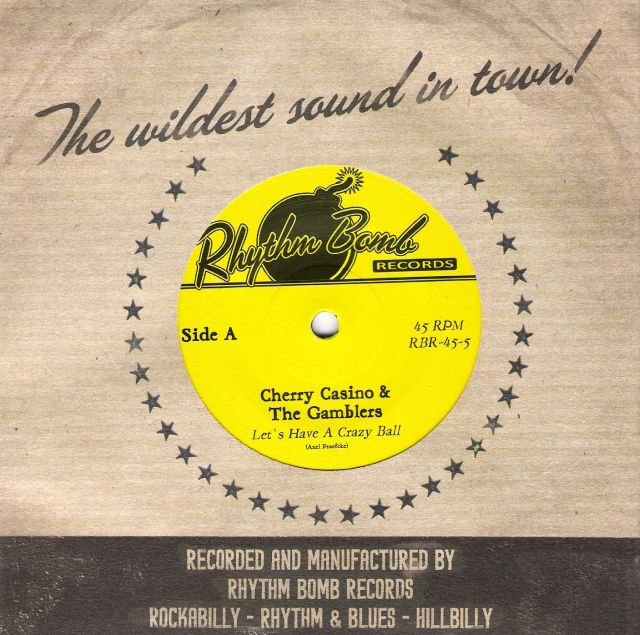 The wildest sound in town!
Rhythm Bomb
RECORDS
Side A
45 RPM
RBR-45-5
Cherry Casino &
The Gamblers
Let`s Have A Crazy Ball
(Axel Praefcke)
RECORDED AND MANUFACTURED BY
RHYTHM BOMB RECORDS
ROCKABILLY - RHYTHM & BLUES - HILLBILLY